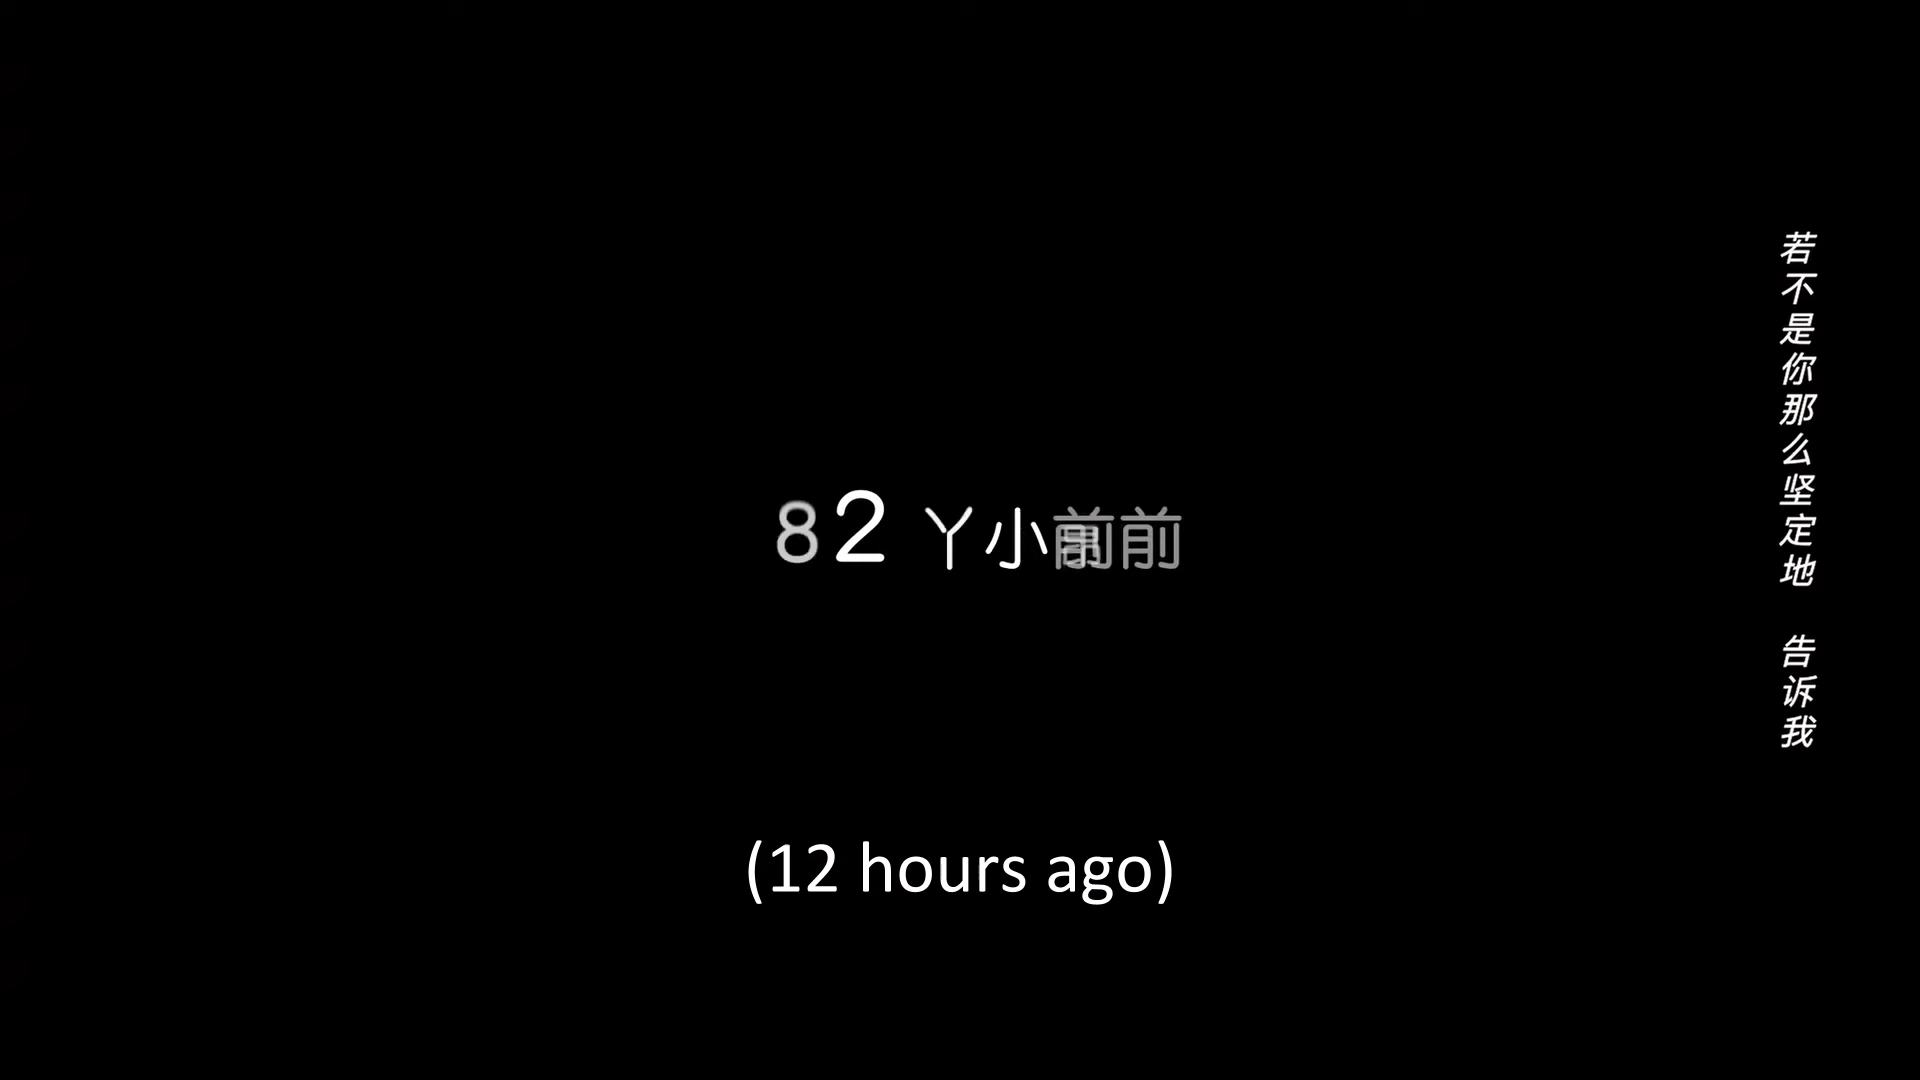 82 丫小前前
若不是你那么坚定地 告诉我
(12 hours ago)